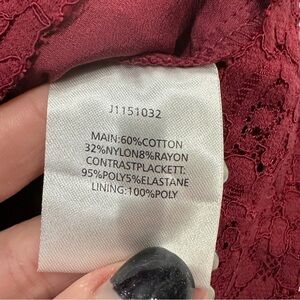 J1151032
MAIN:60%COTTON
32%NYLON8%RAYON
CONTRASTPLACKETT:
95%POLY5%ELASTANE
LINING:100%POLY